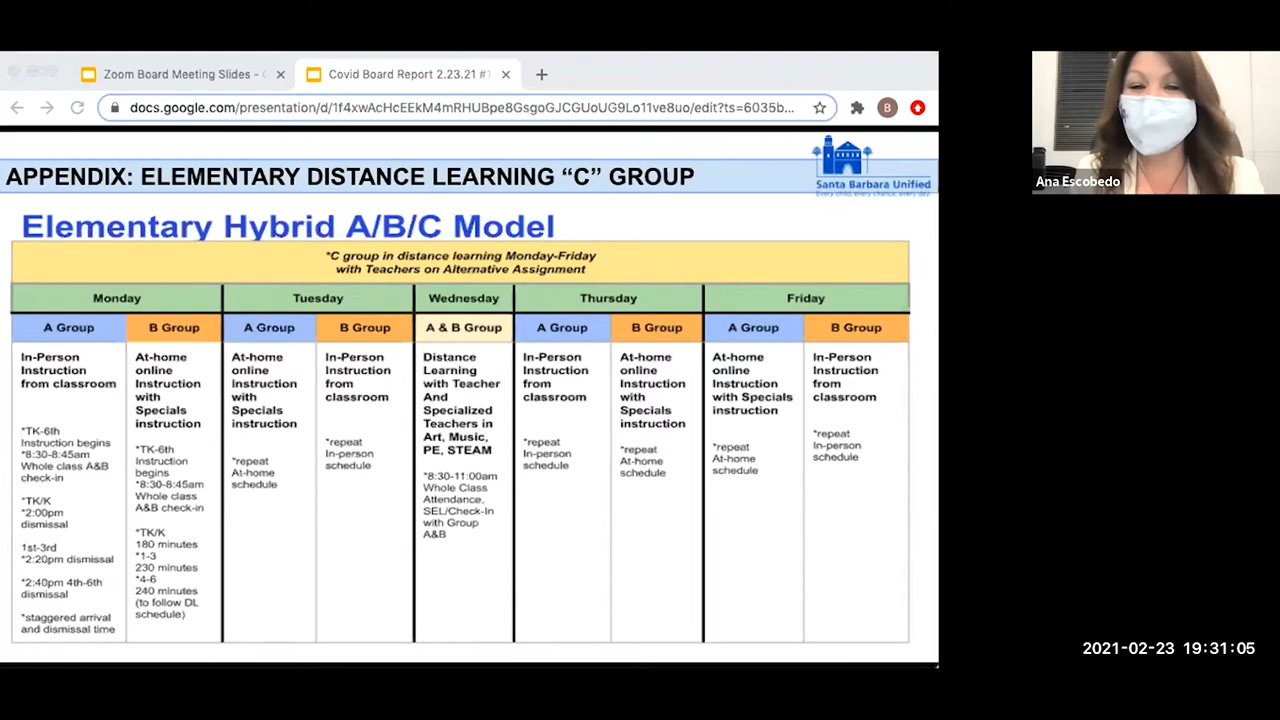 Zoom Board Meeting Slides -
Covid Board Report 2.23.21 #1
docs.google.com/presentation/d/1f4xwAcHcEEkM4mRHUBpe8GsgoGJCGUoUG9Lo11ve8uo/edit?ts=6035b...
B
APPENDIX: ELEMENTARY DISTANCE LEARNING “C” GROUP
Santa Barbara Unified
Every child, every chance, every day.
Elementary Hybrid A/B/C Model
*C group in distance learning Monday-Friday
with Teachers on Alternative Assignment
Monday
Tuesday
Wednesday
Thursday
Friday
A Group
B Group
A Group
B Group
A & B Group
A Group
B Group
A Group
B Group
In-Person
Instruction
from classroom
*TK-6th
Instruction begins
*8:30-8:45am
Whole class A&B
check-in
*TK/K
*2:00pm
dismissal
1st-3rd
*2:20pm dismissal
*2:40pm 4th-6th
dismissal
*staggered arrival
and dismissal time
At-home
online
Instruction
with
Specials
instruction
*TK-6th
Instruction
begins
*8:30-8:45am
Whole class
A&B check-in
*TK/K
180 minutes
*1-3
230 minutes
*4-6
240 minutes
(to follow DL
schedule)
At-home
online
instruction
with
Specials
instruction
*repeat
At-home
schedule
In-Person
Instruction
from
classroom
*repeat
In-person
schedule
Distance
Learning
with Teacher
And
Specialized
Teachers in
Art, Music,
PE, STEAM
*8:30-11:00am
Whole Class
Attendance,
SEL/Check-In
with Group
A&B
In-Person
Instruction
from
classroom
*repeat
In-person
schedule
At-home
online
Instruction
with
Specials
instruction
*repeat
At-home
schedule
At-home
online
Instruction
with Specials
instruction
*repeat
At-home
schedule
In-Person
Instruction
from
classroom
*repeat
In-person
schedule
Ana Escobedo
2021-02-23 19:31:05